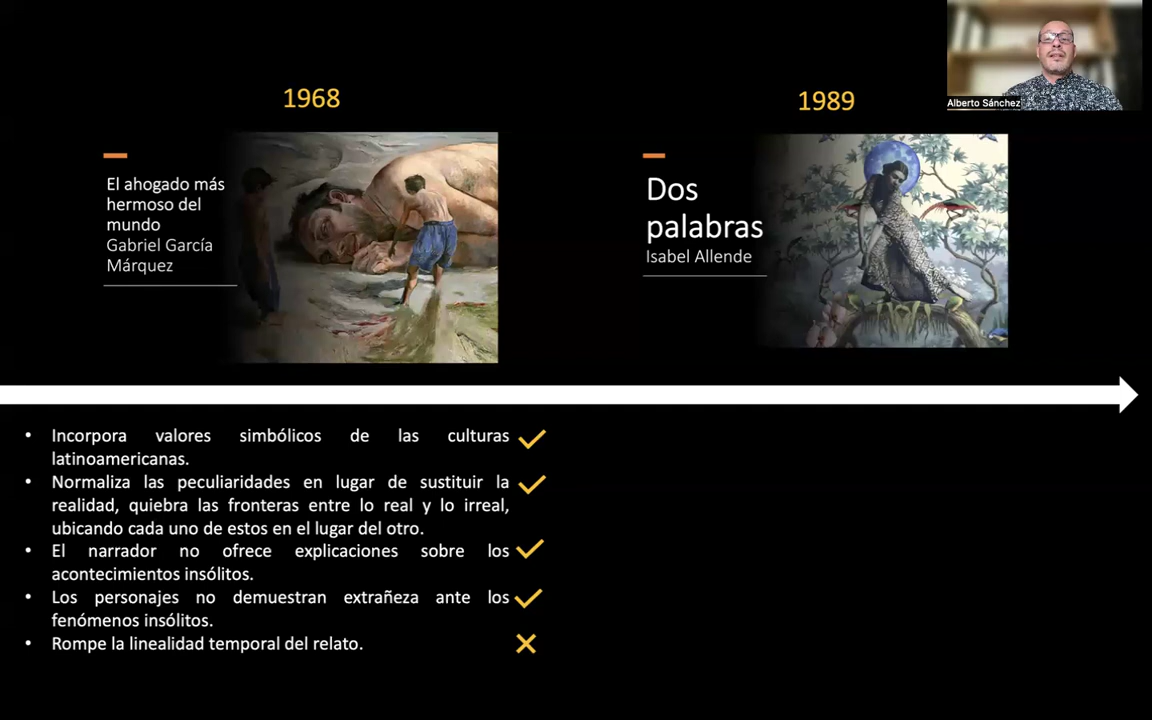 Alberto Sánchez
1968
1989
El ahogado más
hermoso del
mundo
Gabriel García
Márquez
Dos
palabras
Isabel Allende
• Incorpora valores simbólicos de las culturas
latinoamericanas.
• Normaliza las peculiaridades en lugar de sustituir la
realidad, quiebra las fronteras entre lo real y lo irreal,
ubicando cada uno de estos en el lugar del otro.
• El narrador no ofrece explicaciones sobre los
acontecimientos insólitos.
• Los personajes no demuestran extrañeza ante los
fenómenos insólitos.
• Rompe la linealidad temporal del relato.